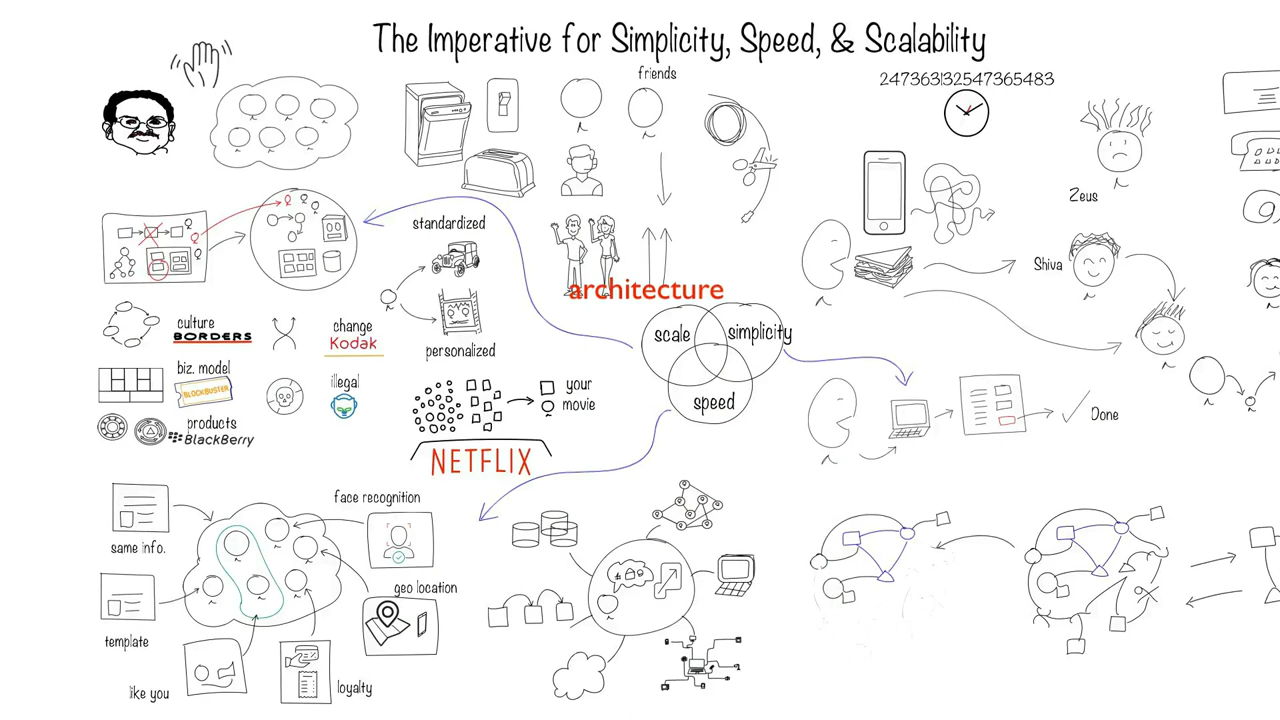 The Imperative for Simplicity, Speed, & Scalability
friends
247363132547365483
Zeus
standardized
Shiva
architecture
culture
BORDERS
change
Kodak
personalized
scale
simplicity
speed
biz. model
BLOCKBUSTER
illegal
your
movie
products
BlackBerry
Done
NETFLIX
face recognition
same info.
geo location
template
like you
loyalty